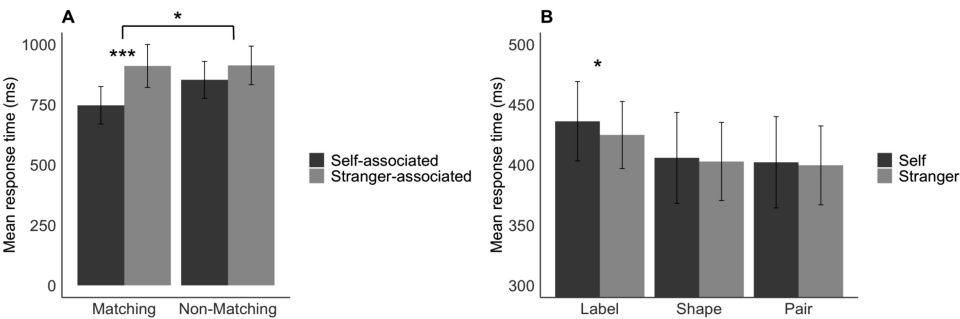 A
*
***
Mean response time (ms)
1000
750
500
250
0
Matching
Non-Matching
Self-associated
Stranger-associated
B
*
Mean response time (ms)
500
450
400
350
300
Label
Shape
Pair
Self
Stranger